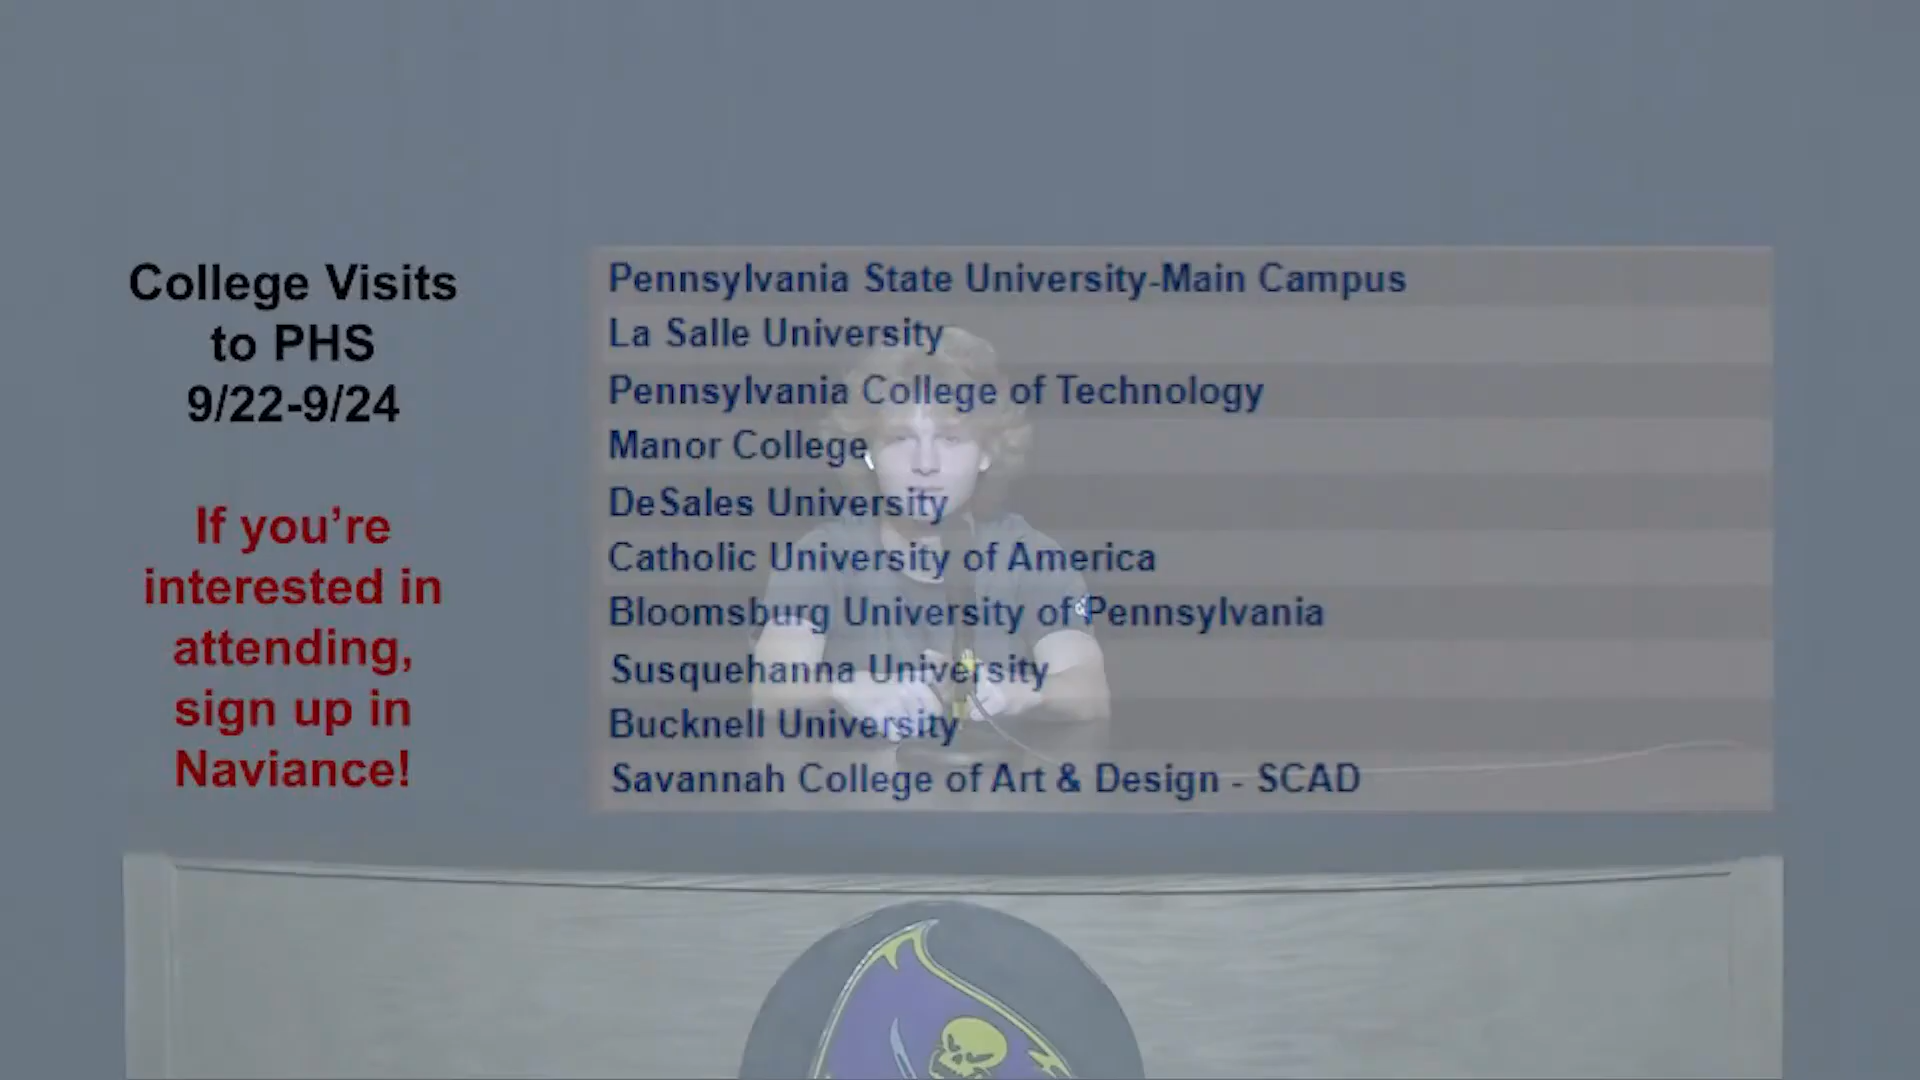 College Visits
to PHS
9/22-9/24
If you’re
interested in
attending,
sign up in
Naviance!
Pennsylvania State University-Main Campus
La Salle University
Pennsylvania College of Technology
Manor College
DeSales University
Catholic University of America
Bloomsburg University of Pennsylvania
Susquehanna University
Bucknell University
Savannah College of Art & Design - SCAD